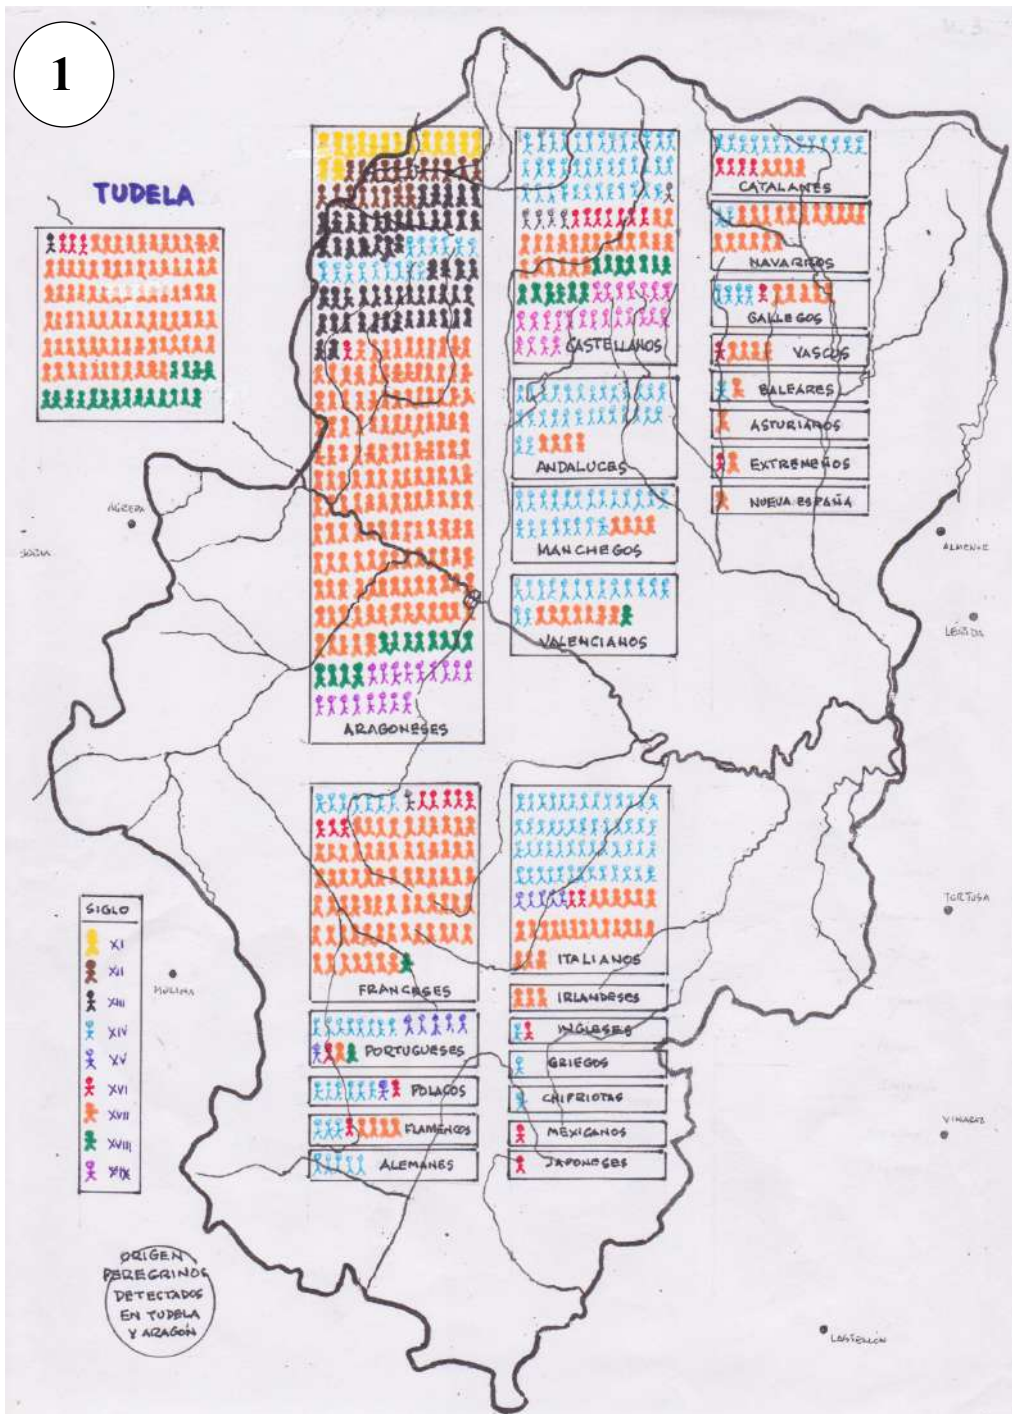 1
TUDELA
CATALANES
NAVARROS
GALLEGOS
VASCOS
BALEARES
ASTURIANOS
EXTREMEÑOS
NUEVA ESPAÑA
CASTELLANOS
ANDALUCES
MANCHEGOS
VALENCIANOS
ARAGONESES
FRANCESES
PORTUGUESES
POLACOS
FLAMENCOS
ALEMANES
ITALIANOS
IRLANDESES
INGLESES
GRIEGOS
CHIPRIOTAS
MEXICANOS
JAPONESES
AGREDA
SORIA
LÉRIDA
TORTOSA
MOLINA
VINAROZ
CASTELLÓN
SIGLO
XI
XII
XIII
XIV
XV
XVI
XVII
XVIII
XIX
ORIGEN
PEREGRINOS
DETECTADOS
EN TUDELA
Y ARAGÓN